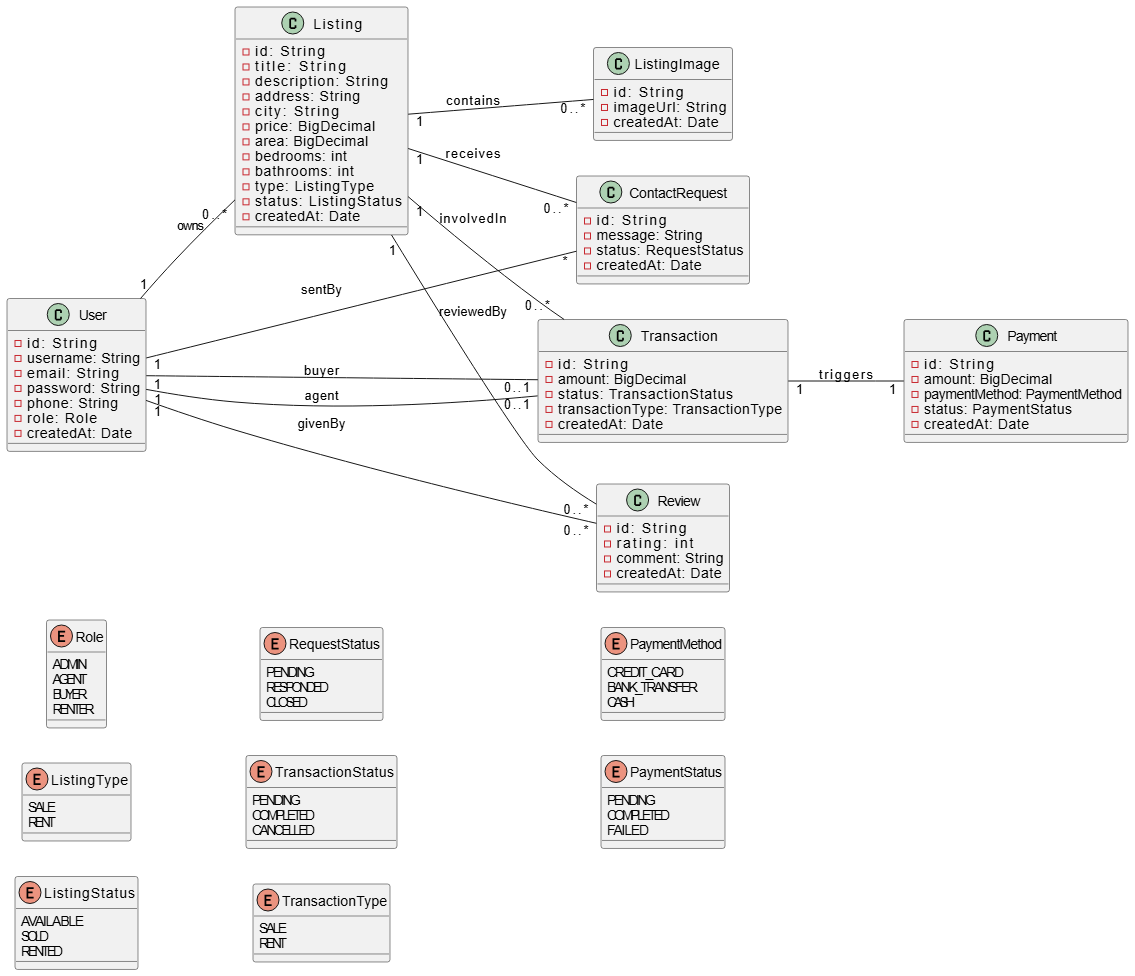 C Listing
id: String
title: String
description: String
address: String
city: String
price: BigDecimal
area: BigDecimal
bedrooms: int
bathrooms: int
type: ListingType
status: ListingStatus
createdAt: Date
C ListingImage
id: String
imageUrl: String
createdAt: Date
contains
1
0..*
receives
1
0..*
C ContactRequest
id: String
message: String
status: RequestStatus
createdAt: Date
involvedIn
1
0..*
1
reviewedBy
0..*
owns
0..*
1
sentBy
1
*
C User
id: String
username: String
email: String
password: String
phone: String
role: Role
createdAt: Date
buyer
1
0..1
agent
1
0..1
givenBy
1
0..*
C Transaction
id: String
amount: BigDecimal
status: TransactionStatus
transactionType: TransactionType
createdAt: Date
triggers
1
1
C Payment
id: String
amount: BigDecimal
paymentMethod: PaymentMethod
status: PaymentStatus
createdAt: Date
C Review
id: String
rating: int
comment: String
createdAt: Date
E Role
ADMIN
AGENT
BUYER
RENTER
E RequestStatus
PENDING
RESPONDED
CLOSED
E PaymentMethod
CREDIT_CARD
BANK_TRANSFER
CASH
E ListingType
SALE
RENT
E TransactionStatus
PENDING
COMPLETED
CANCELLED
E PaymentStatus
PENDING
COMPLETED
FAILED
E ListingStatus
AVAILABLE
SOLD
RENTED
E TransactionType
SALE
RENT